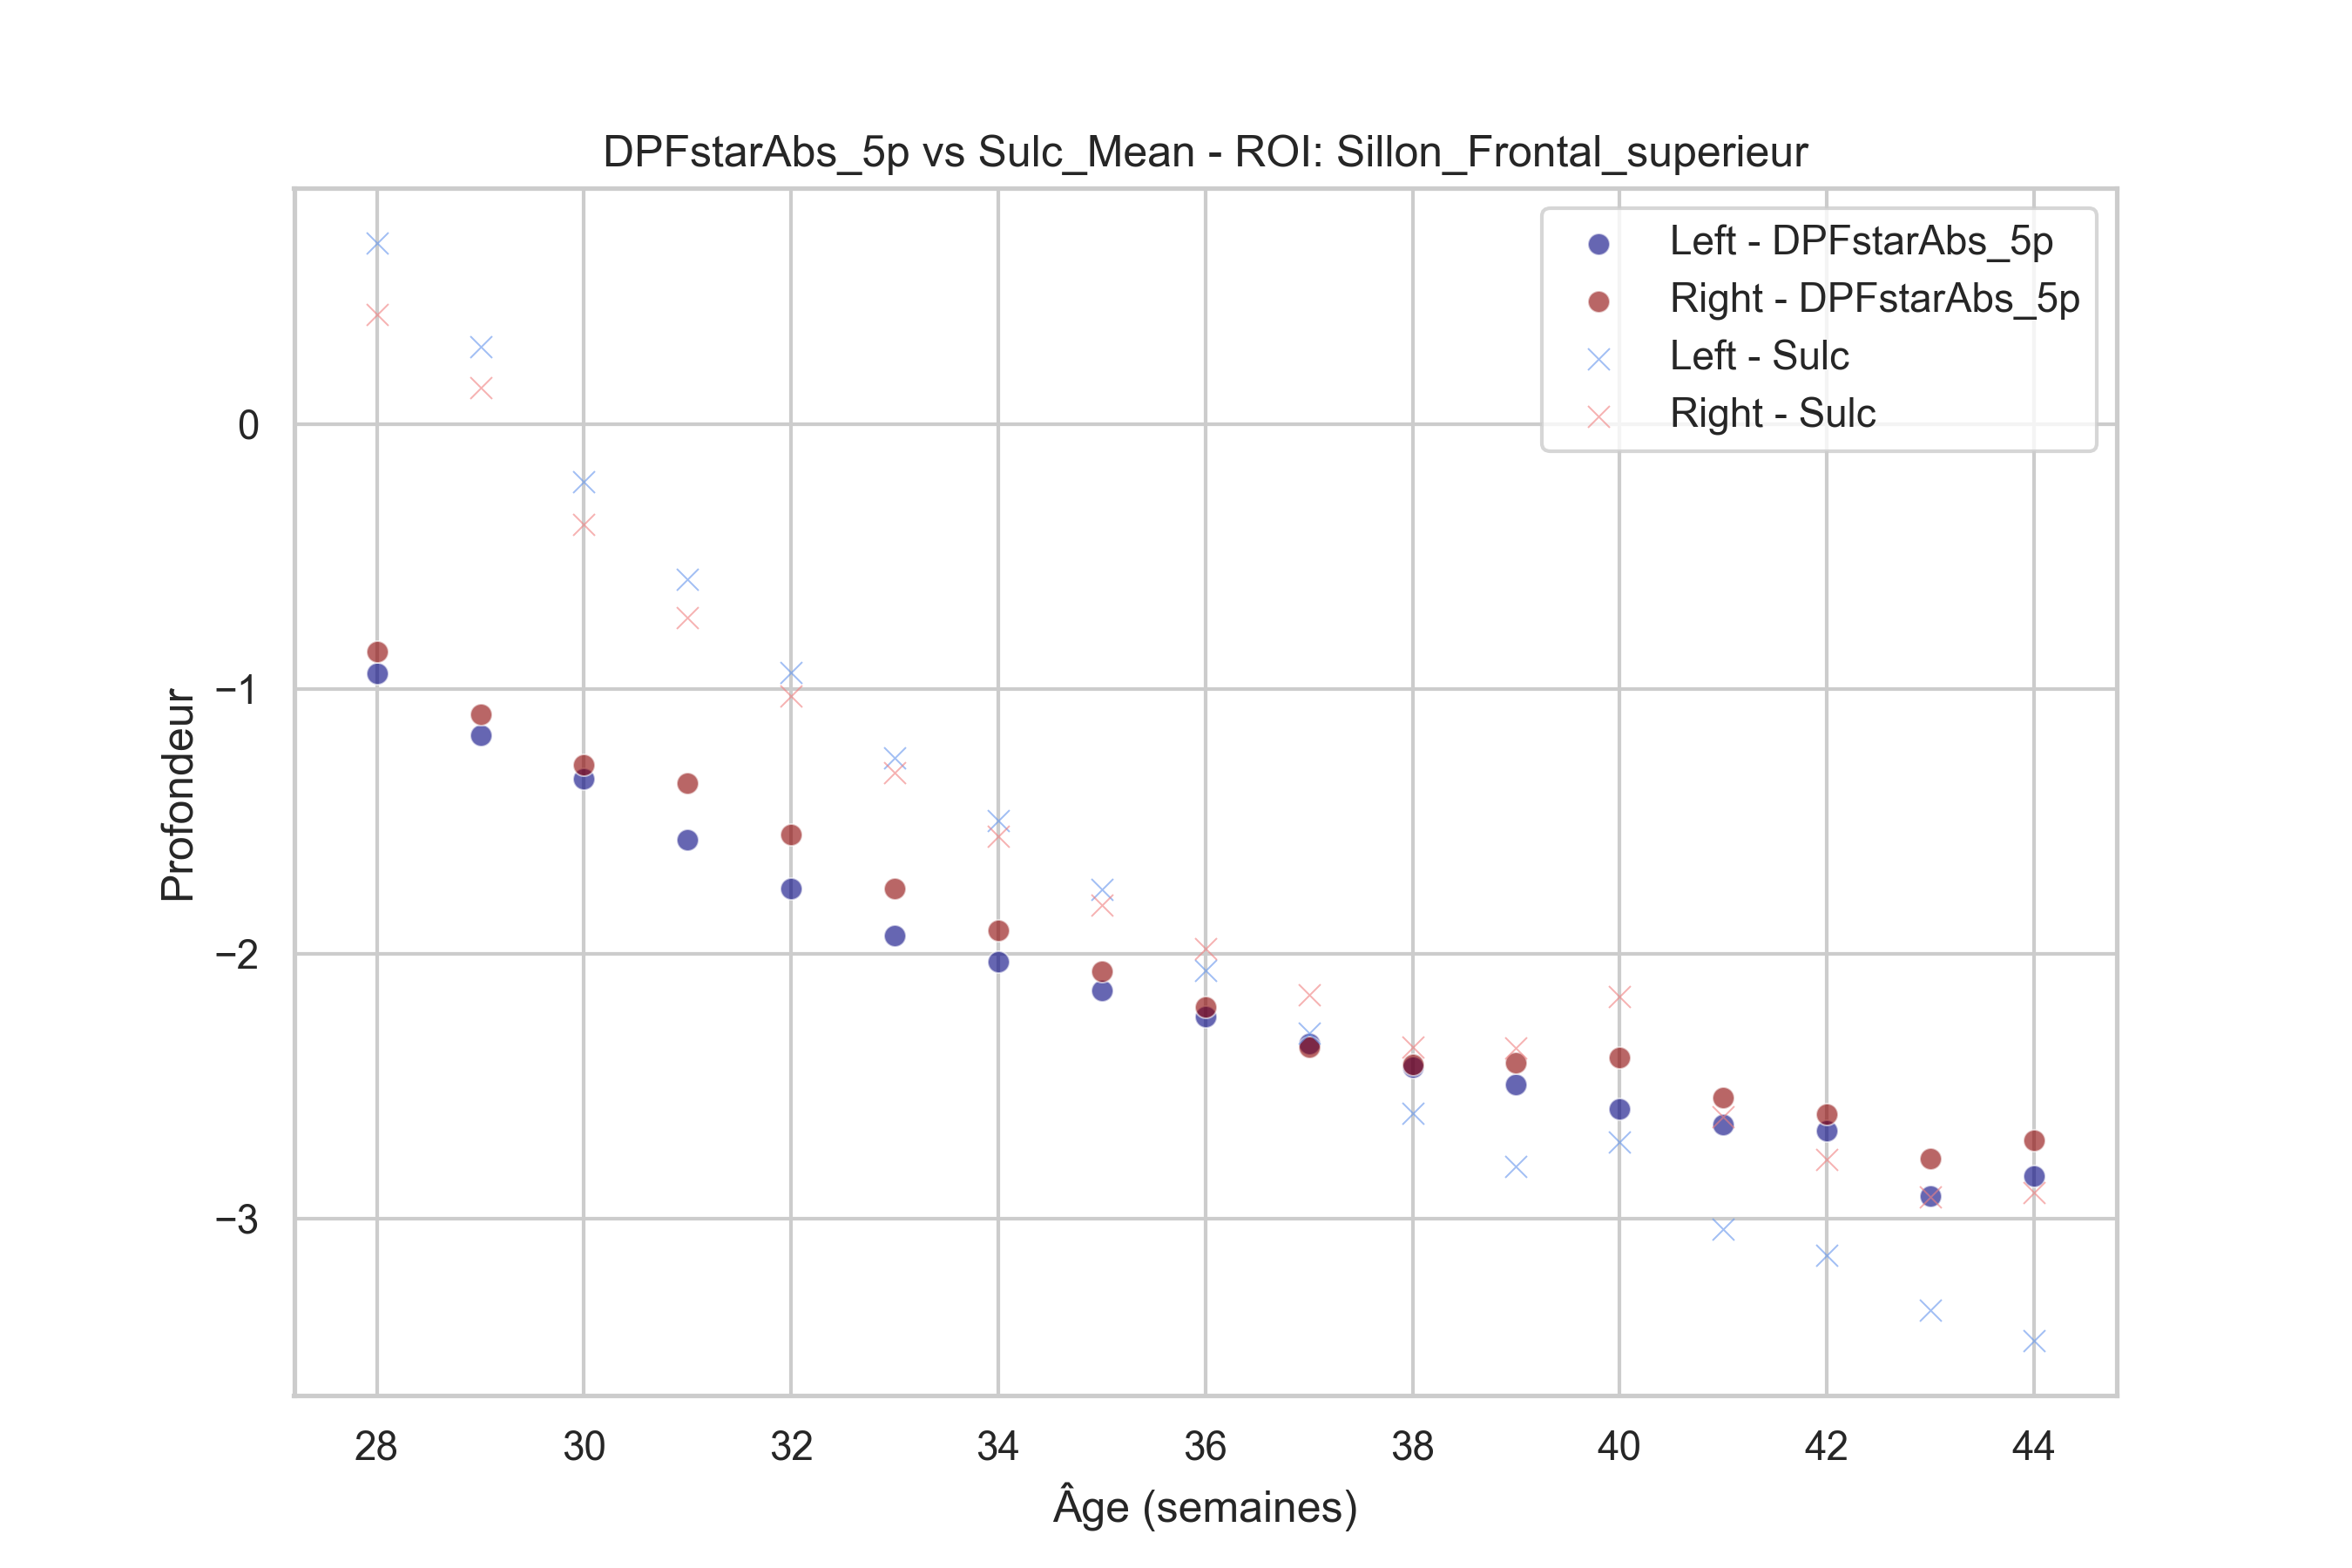 DPFstarAbs_5p vs Sulc_Mean - ROI: Sillon_Frontal_superieur
Left - DPFstarAbs_5p
Right - DPFstarAbs_5p
Left - Sulc
Right - Sulc
0
−1
−2
−3
Profondeur
28 30 32 34 36 38 40 42 44
Âge (semaines)